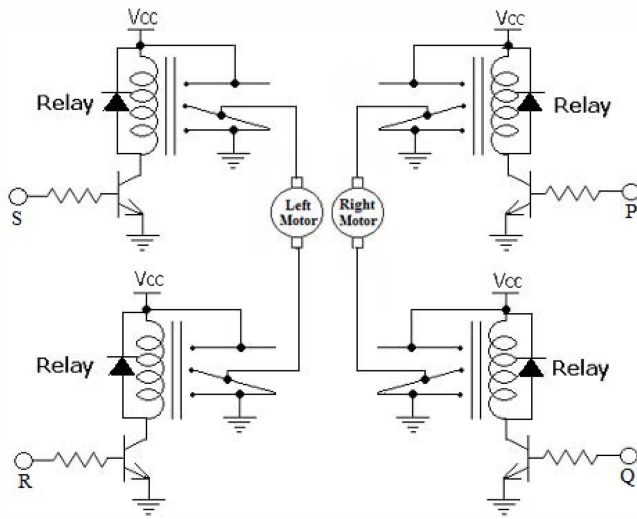 Vcc
Vcc
Relay
Relay
S
Left Motor
Right Motor
P
Vcc
Vcc
Relay
Relay
R
Q